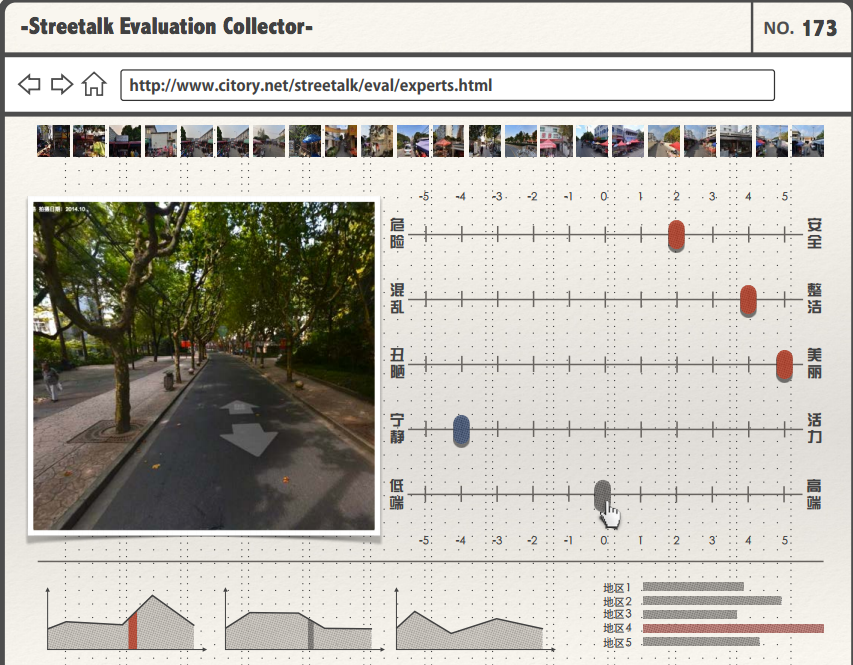 -Streetalk Evaluation Collector-
NO. 173
http://www.citory.net/streetalk/eval/experts.html
拍摄日期: 2014.10
-5 -4 -3 -2 -1 0 1 2 3 4 5
危险 安全
混乱 整洁
丑陋 美丽
宁静 活力
低端 高端
-5 -4 -3 -2 -1 0 1 2 3 4 5
地区1
地区2
地区3
地区4
地区5